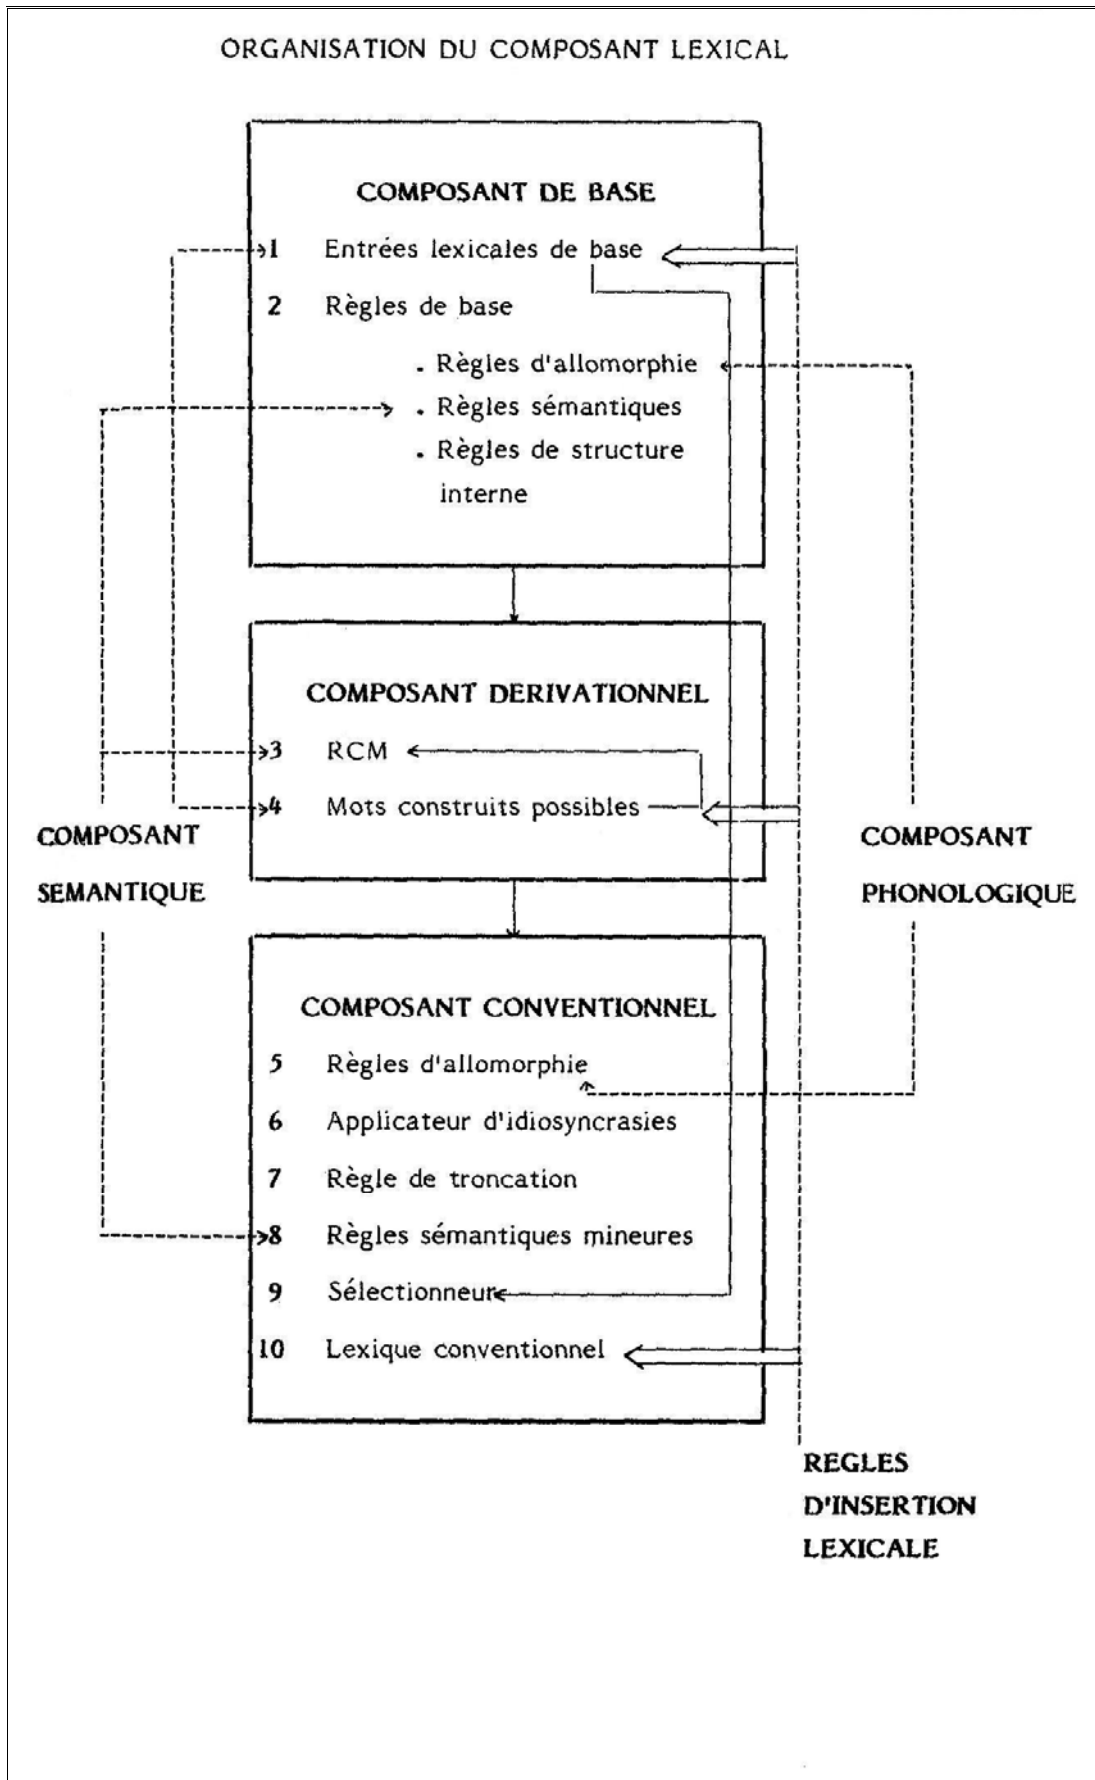 ORGANISATION DU COMPOSANT LEXICAL
COMPOSANT DE BASE
1 Entrées lexicales de base
2 Règles de base
. Règles d'allomorphie
. Règles sémantiques
. Règles de structure
interne
COMPOSANT DERIVATIONNEL
3 RCM
4 Mots construits possibles
COMPOSANT
SEMANTIQUE
COMPOSANT
PHONOLOGIQUE
COMPOSANT CONVENTIONNEL
5 Règles d'allomorphie
6 Applicateur d'idiosyncrasies
7 Règle de troncation
8 Règles sémantiques mineures
9 Sélectionneur
10 Lexique conventionnel
REGLES
D'INSERTION
LEXICALE